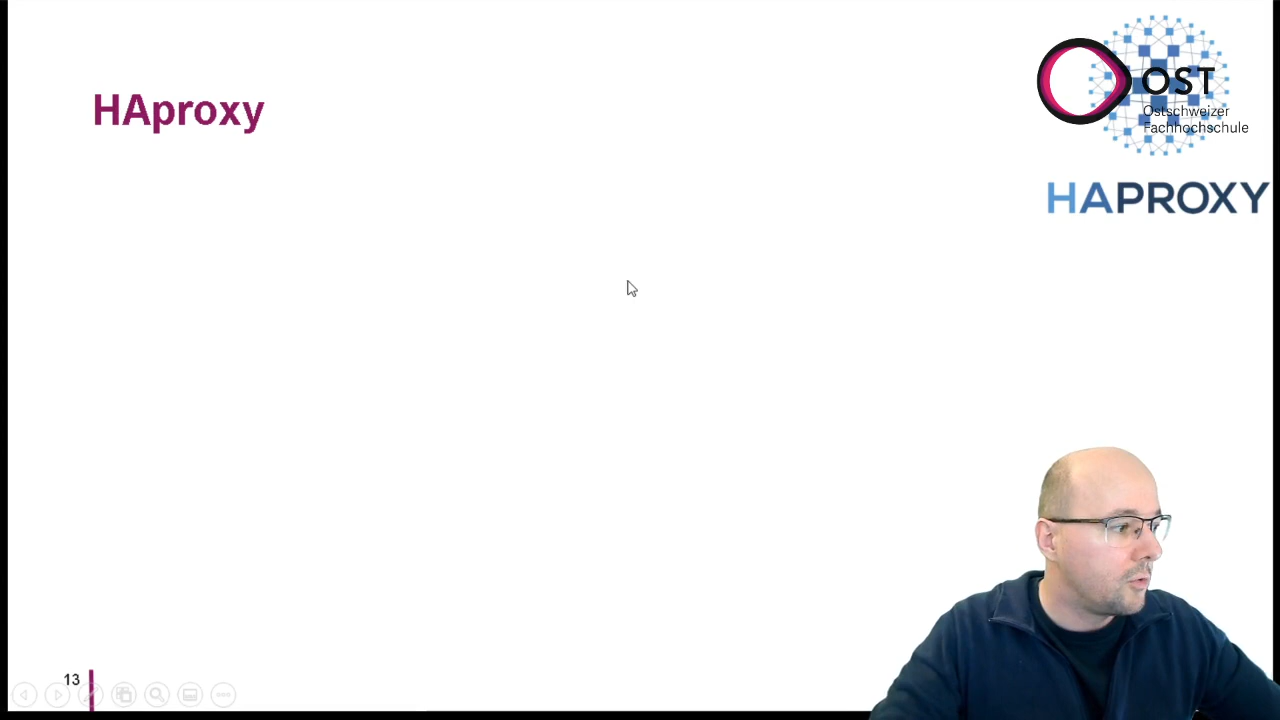 HAproxy
OST
Ostschweizer
Fachhochschule
HAPROXY
13